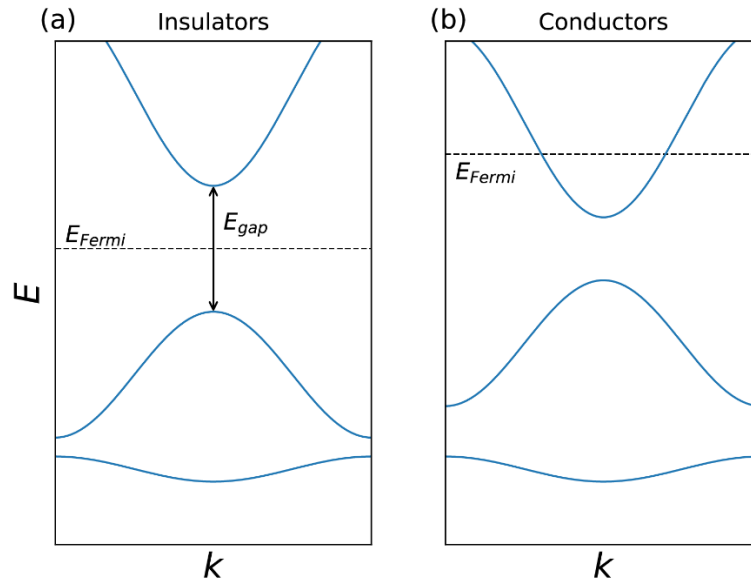 (a)
Insulators
E_Fermi
E_gap
E
k
(b)
Conductors
E_Fermi
k